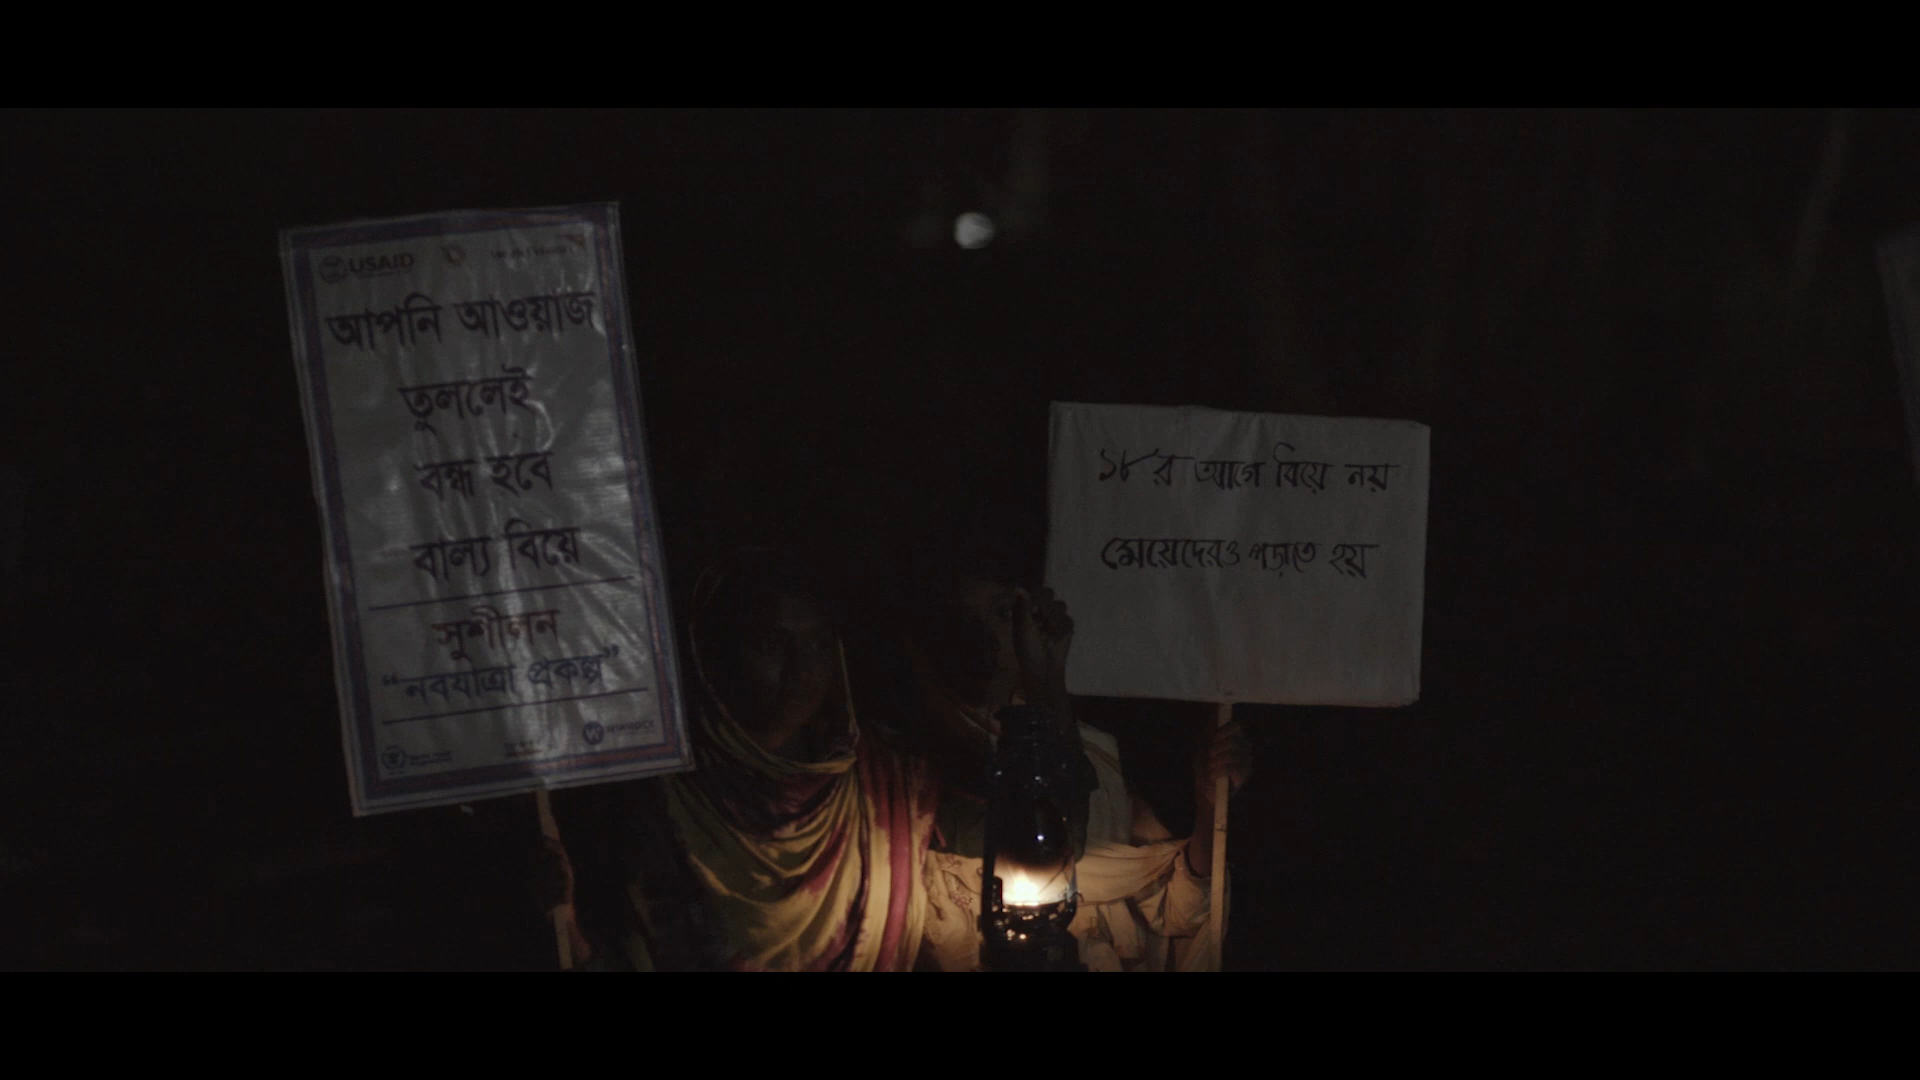 USAID
আপনি আওয়াজ
তুললেই
বন্ধ হবে
বাল্য বিয়ে
সুশীলন
“নবযাত্রা প্রকল্প”
১৮'র আগে বিয়ে নয়
মেয়েদেরও পড়াতে হয়